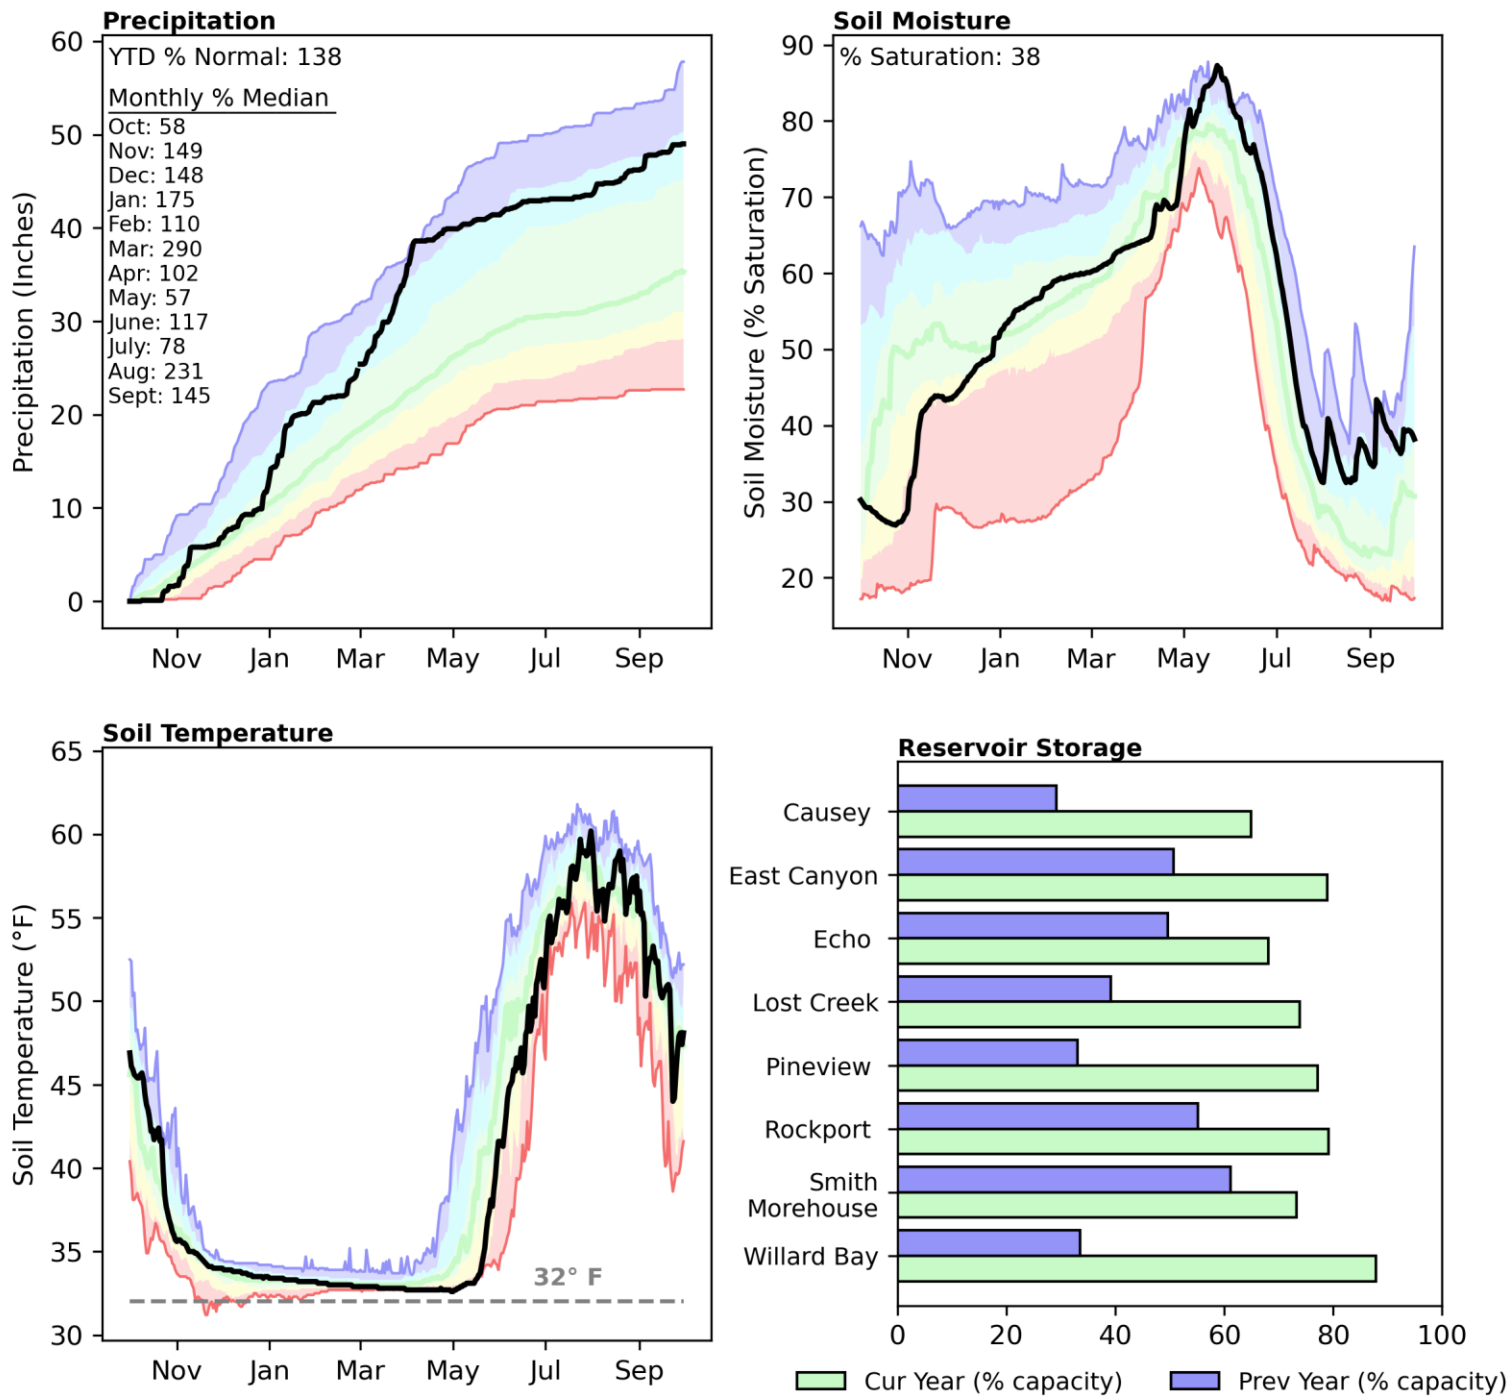 Precipitation
YTD % Normal: 138
Monthly % Median
Oct: 58
Nov: 149
Dec: 148
Jan: 175
Feb: 110
Mar: 290
Apr: 102
May: 57
June: 117
July: 78
Aug: 231
Sept: 145
Precipitation (Inches)
60
50
40
30
20
10
0
Nov Jan Mar May Jul Sep
Soil Moisture
% Saturation: 38
Soil Moisture (% Saturation)
90
80
70
60
50
40
30
20
Nov Jan Mar May Jul Sep
Soil Temperature
Soil Temperature (°F)
65
60
55
50
45
40
35
30
32° F
Nov Jan Mar May Jul Sep
Reservoir Storage
Causey
East Canyon
Echo
Lost Creek
Pineview
Rockport
Smith
Morehouse
Willard Bay
0 20 40 60 80 100
Cur Year (% capacity) Prev Year (% capacity)